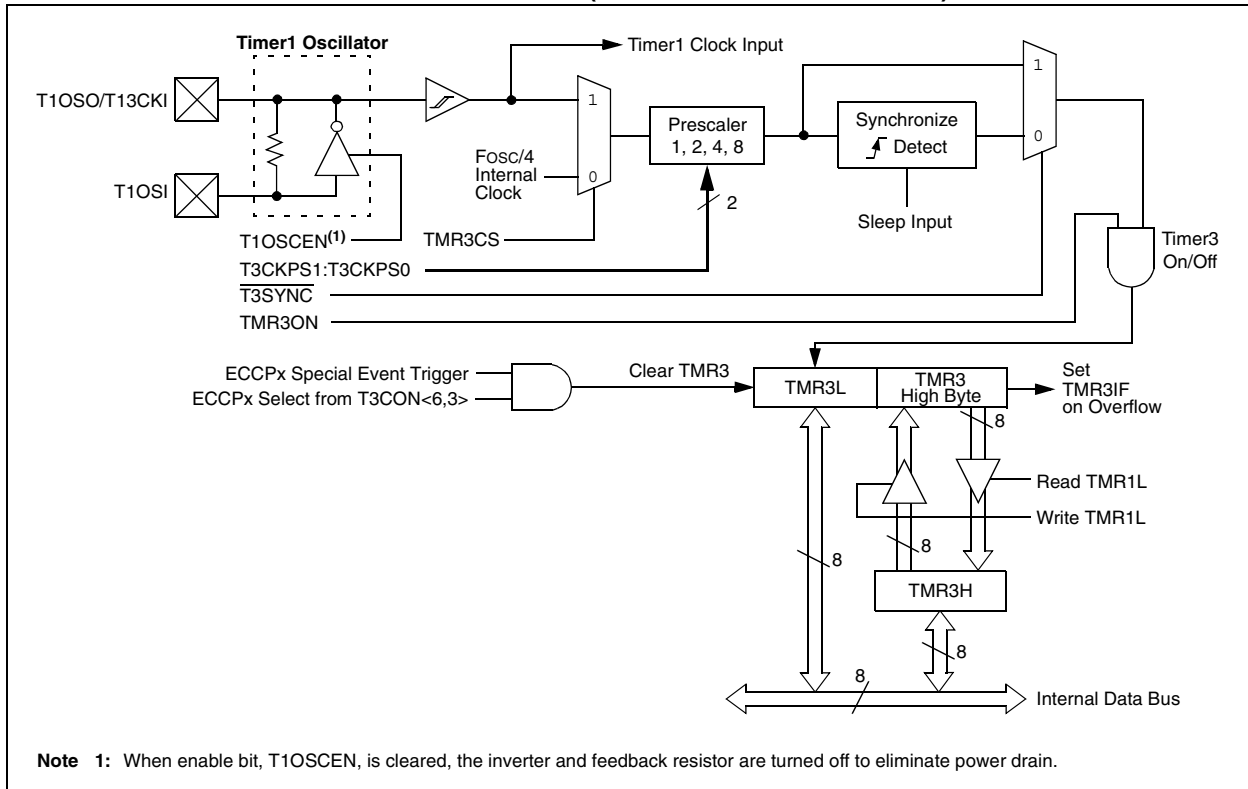 Timer1 Oscillator
Timer1 Clock Input
T1OSO/T13CKI
1
FOSC/4
Internal
Clock
0
Prescaler
1, 2, 4, 8
2
Synchronize
Detect
1
0
T1OSI
Sleep Input
T1OSCEN(1)
TMR3CS
Timer3
On/Off
T3CKPS1:T3CKPS0
T3SYNC
TMR3ON
ECCPx Special Event Trigger
ECCPx Select from T3CON<6,3>
Clear TMR3
TMR3L
TMR3
High Byte
Set
TMR3IF
on Overflow
8
Read TMR1L
Write TMR1L
8
8
TMR3H
8
8
Internal Data Bus
Note 1: When enable bit, T1OSCEN, is cleared, the inverter and feedback resistor are turned off to eliminate power drain.